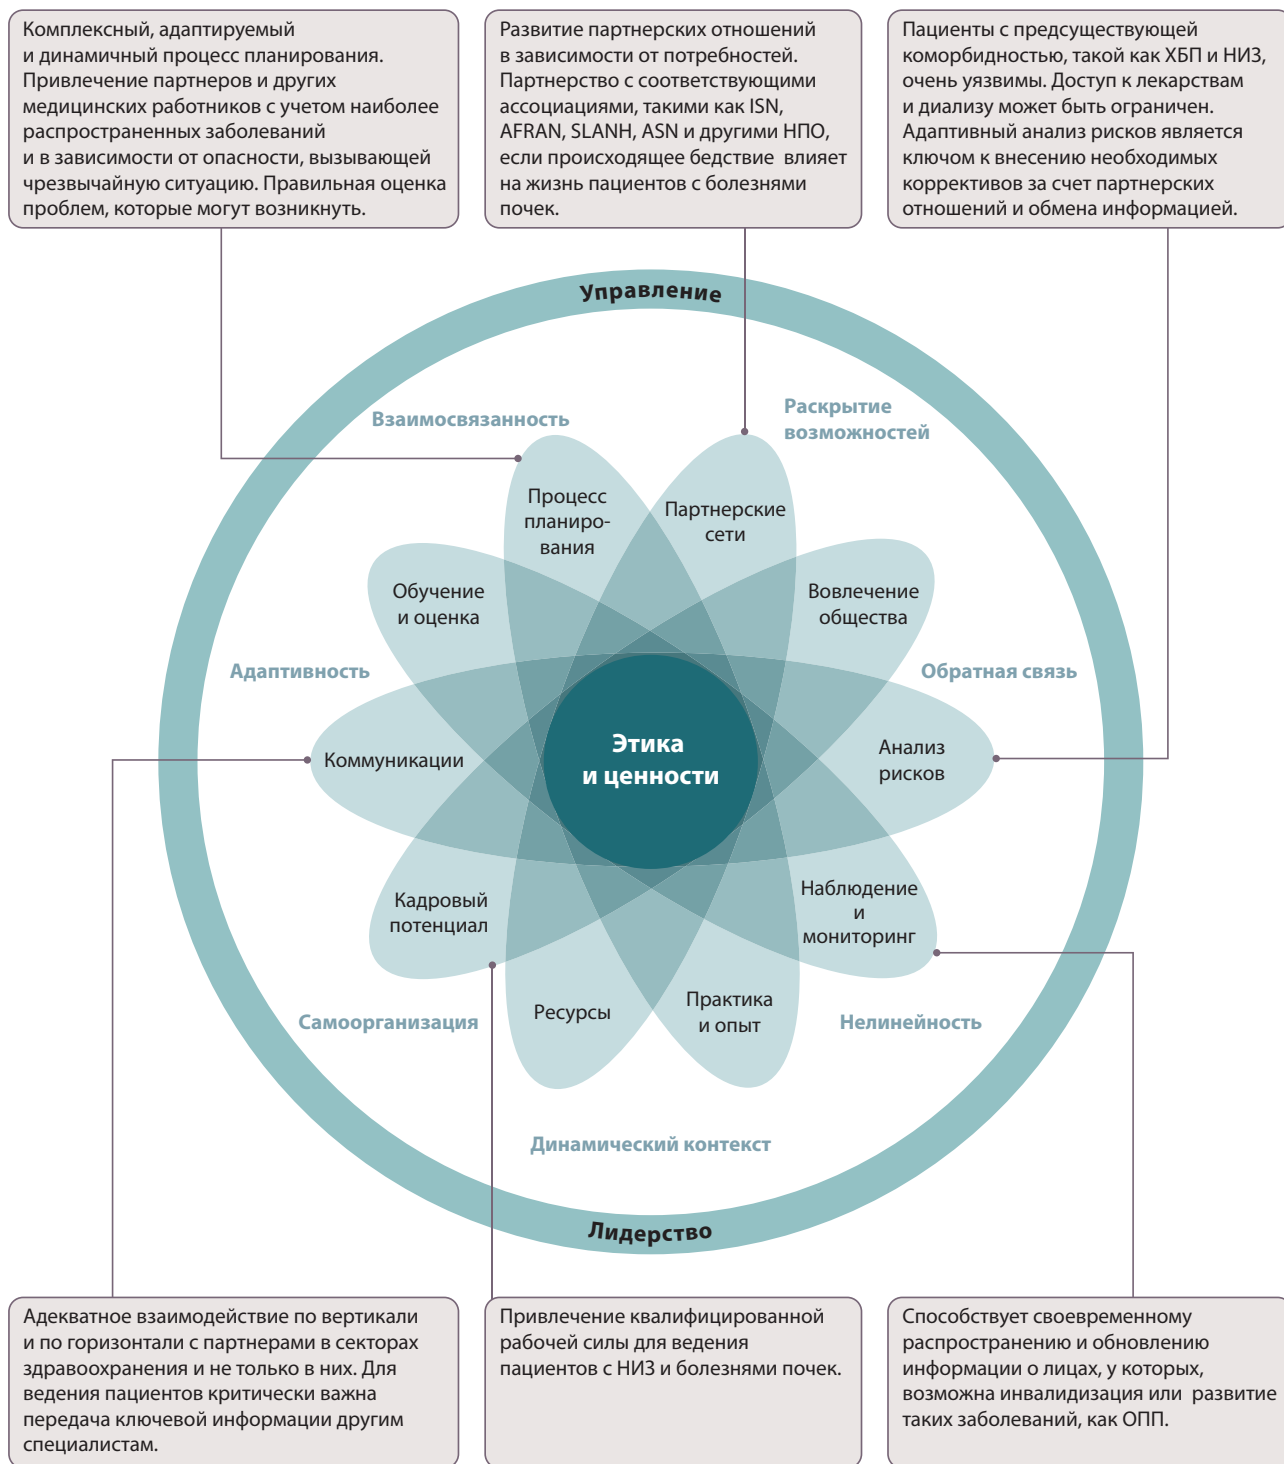 Комплексный, адаптируемый
и динамичный процесс планирования.
Привлечение партнеров и других
медицинских работников с учетом наиболее
распространенных заболеваний
и в зависимости от опасности, вызывающей
чрезвычайную ситуацию. Правильная оценка
проблем, которые могут возникнуть.
Развитие партнерских отношений
в зависимости от потребностей.
Партнерство с соответствующими
ассоциациями, такими как ISN,
AFRAN, SLANH, ASN и другими НПО,
если происходящее бедствие влияет
на жизнь пациентов с болезнями
почек.
Пациенты с предсуществующей
коморбидностью, такой как ХБП и НИЗ,
очень уязвимы. Доступ к лекарствам
и диализу может быть ограничен.
Адаптивный анализ рисков является
ключом к внесению необходимых
коррективов за счет партнерских
отношений и обмена информацией.
Управление
Взаимосвязанность
Раскрытие
возможностей
Процесс
планиро-
вания
Партнерские
сети
Обучение
и оценка
Вовлечение
общества
Адаптивность
Обратная связь
Коммуникации
Этика
и ценности
Анализ
рисков
Кадровый
потенциал
Наблюдение
и
мониторинг
Ресурсы
Практика
и опыт
Самоорганизация
Нелинейность
Динамический контекст
Лидерство
Адекватное взаимодействие по вертикали
и по горизонтали с партнерами в секторах
здравоохранения и не только в них. Для
ведения пациентов критически важна
передача ключевой информации другим
специалистам.
Привлечение квалифицированной
рабочей силы для ведения
пациентов с НИЗ и болезнями почек.
Способствует своевременному
распространению и обновлению
информации о лицах, у которых,
возможна инвалидизация или развитие
таких заболеваний, как ОПП.